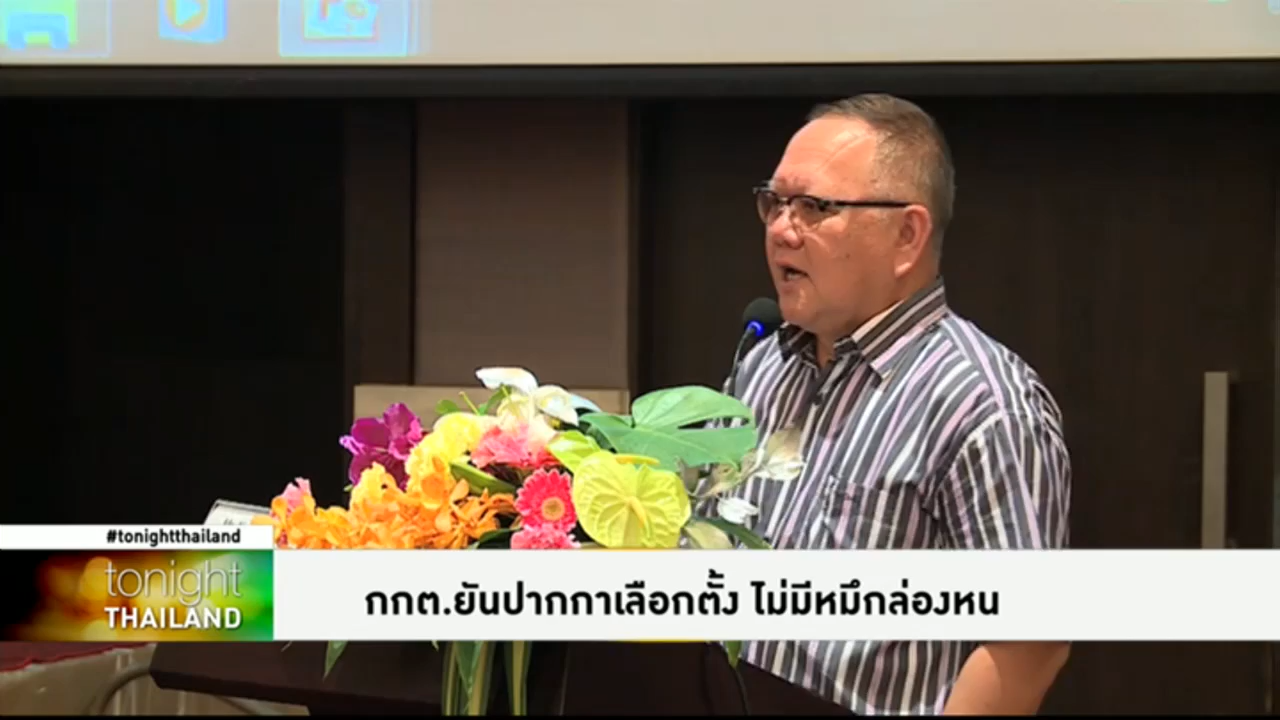 #tonightthailand
tonight
THAILAND
กกต.ยันปากกาเลือกตั้ง ไม่มีหมึกล่องหน